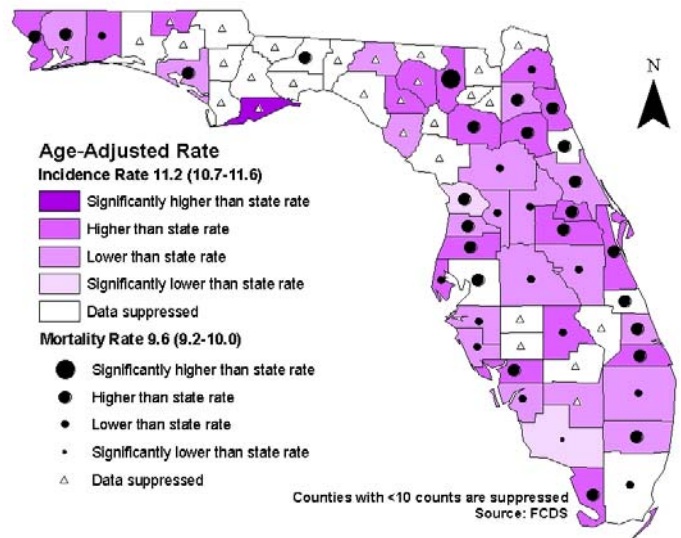 N
Age-Adjusted Rate
Incidence Rate 11.2 (10.7-11.6)
Significantly higher than state rate
Higher than state rate
Lower than state rate
Significantly lower than state rate
Data suppressed
Mortality Rate 9.6 (9.2-10.0)
Significantly higher than state rate
Higher than state rate
Lower than state rate
Significantly lower than state rate
Data suppressed
Counties with <10 counts are suppressed
Source: FCDS